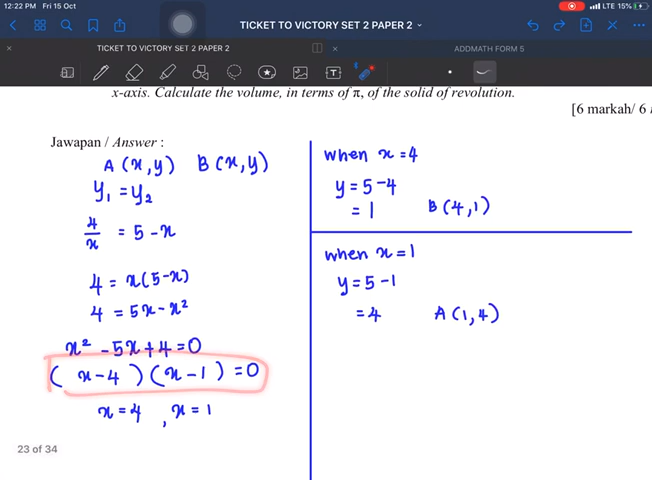 12:22 PM Fri 15 Oct
LTE 15%
TICKET TO VICTORY SET 2 PAPER 2
TICKET TO VICTORY SET 2 PAPER 2
ADDMATH FORM 5
x-axis. Calculate the volume, in terms of π, of the solid of revolution.
[6 markah/ 6
Jawapan / Answer :
A (x, y) B (x, y)
y₁ = y₂
4/x = 5 - x
4 = x(5-x)
4 = 5x - x²
x² - 5x + 4 = 0
( x - 4 ) ( x - 1 ) = 0
x = 4 , x = 1
23 of 34
when x = 4
y = 5 - 4
= 1 B (4, 1)
when x = 1
y = 5 - 1
= 4 A (1, 4)